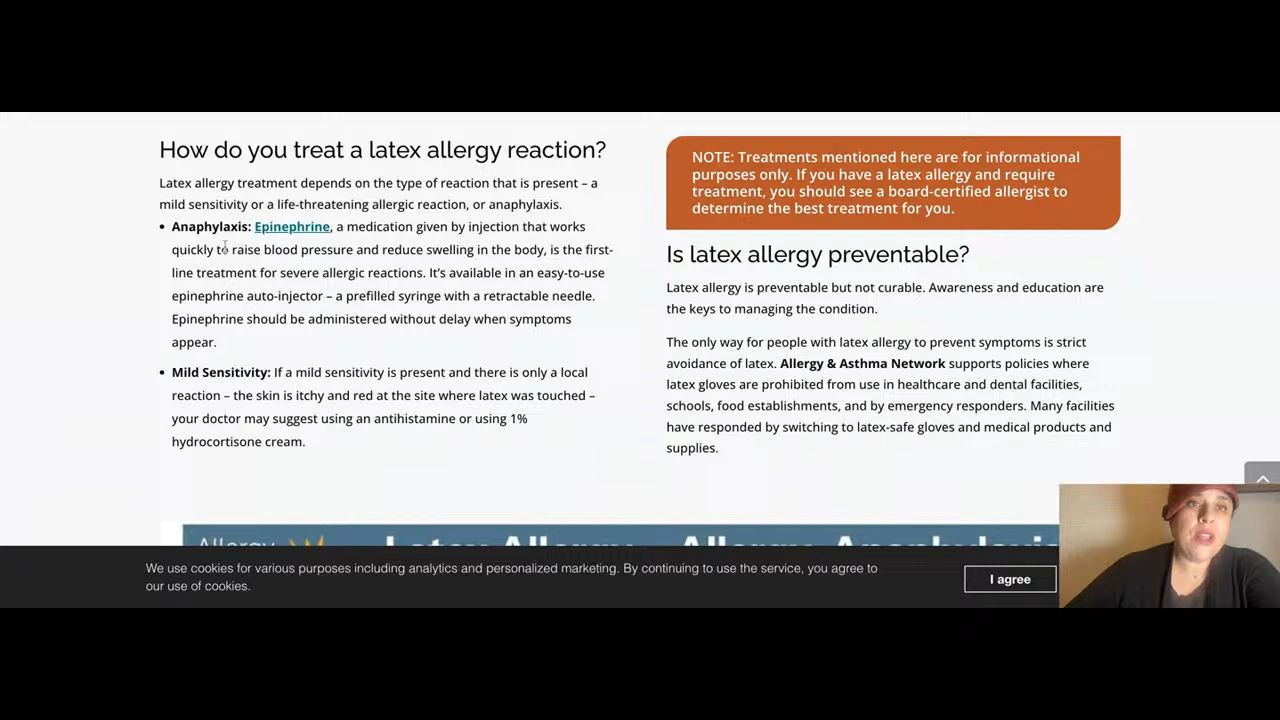 How do you treat a latex allergy reaction?
Latex allergy treatment depends on the type of reaction that is present – a
mild sensitivity or a life-threatening allergic reaction, or anaphylaxis.
• Anaphylaxis: Epinephrine, a medication given by injection that works
quickly to raise blood pressure and reduce swelling in the body, is the first-
line treatment for severe allergic reactions. It’s available in an easy-to-use
epinephrine auto-injector – a prefilled syringe with a retractable needle.
Epinephrine should be administered without delay when symptoms
appear.
• Mild Sensitivity: If a mild sensitivity is present and there is only a local
reaction – the skin is itchy and red at the site where latex was touched –
your doctor may suggest using an antihistamine or using 1%
hydrocortisone cream.
NOTE: Treatments mentioned here are for informational
purposes only. If you have a latex allergy and require
treatment, you should see a board-certified allergist to
determine the best treatment for you.
Is latex allergy preventable?
Latex allergy is preventable but not curable. Awareness and education are
the keys to managing the condition.
The only way for people with latex allergy to prevent symptoms is strict
avoidance of latex. Allergy & Asthma Network supports policies where
latex gloves are prohibited from use in healthcare and dental facilities,
schools, food establishments, and by emergency responders. Many facilities
have responded by switching to latex-safe gloves and medical products and
supplies.
Allergy
Latex Allergy Allergy Anaphylaxis
We use cookies for various purposes including analytics and personalized marketing. By continuing to use the service, you agree to
our use of cookies.
I agree